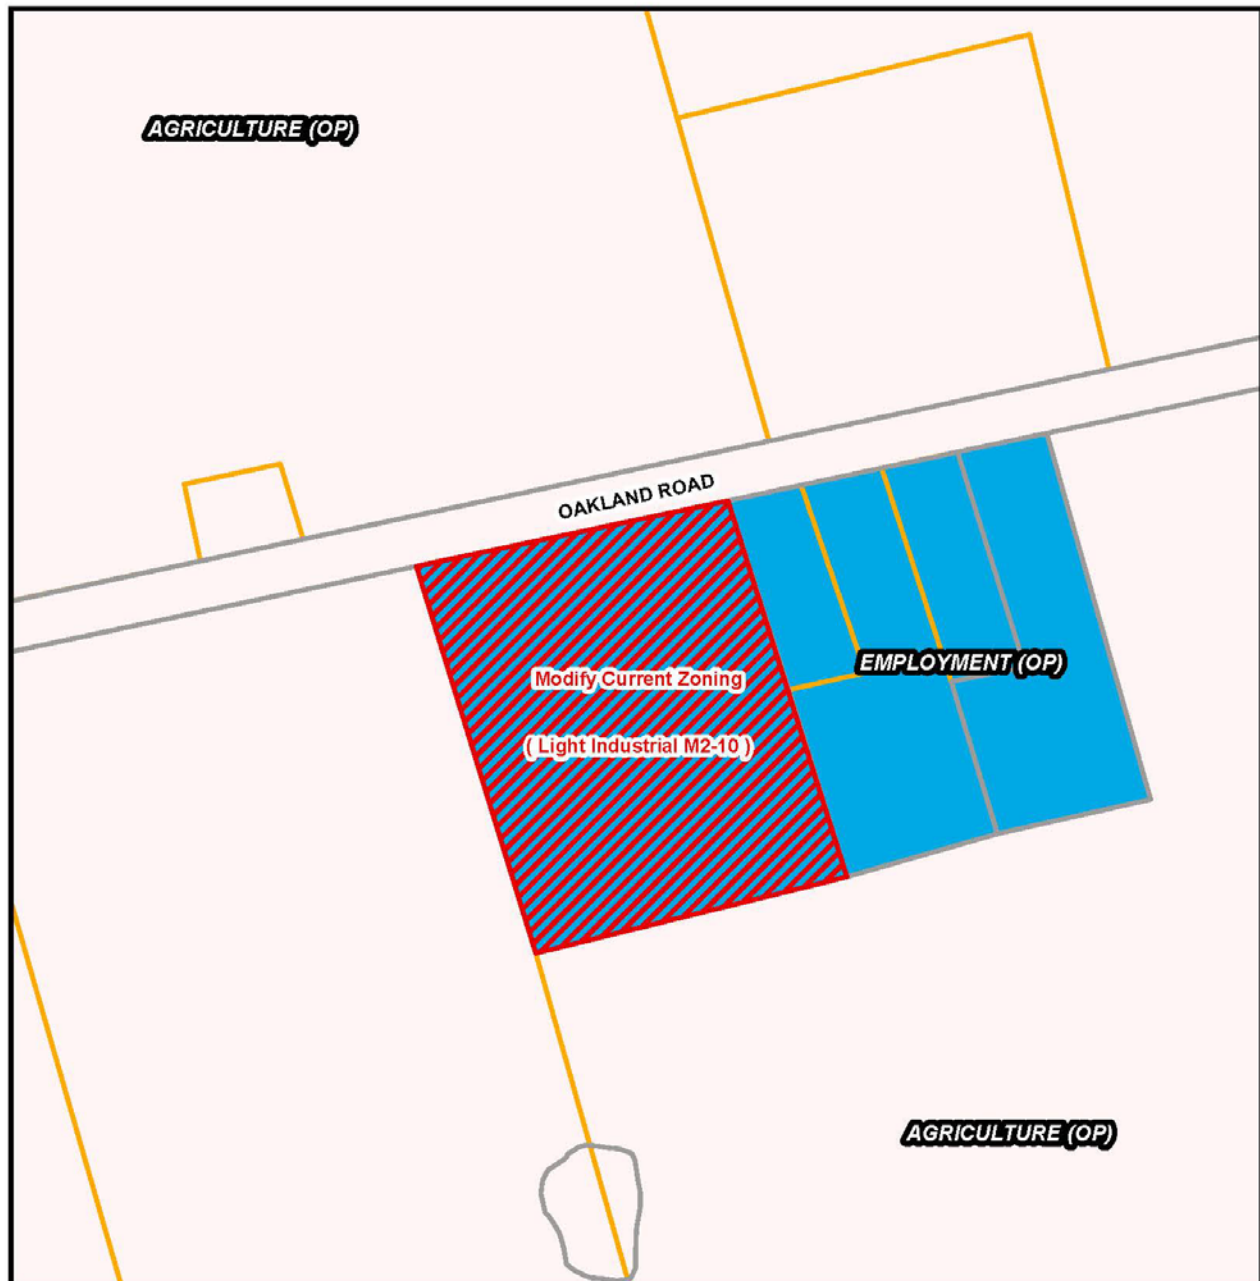 AGRICULTURE (OP)
OAKLAND ROAD
EMPLOYMENT (OP)
Modify Current Zoning
( Light Industrial M2-10 )
AGRICULTURE (OP)